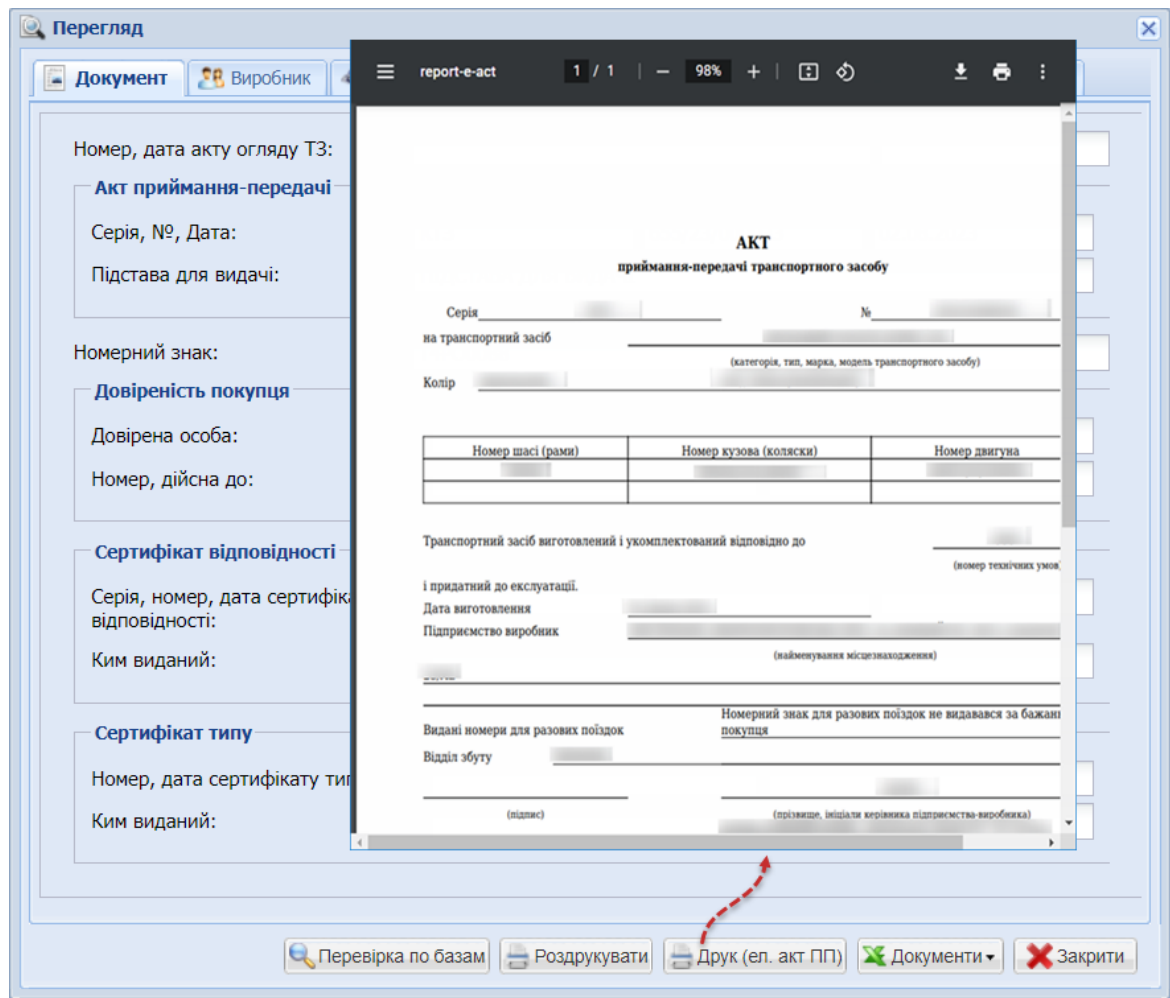 Перегляд
Документ
Виробник
Номер, дата акту огляду ТЗ:
Акт приймання-передачі
Серія, №, Дата:
Підстава для видачі:
Номерний знак:
Довіреність покупця
Довірена особа:
Номер, дійсна до:
Сертифікат відповідності
Серія, номер, дата
відповідності:
Ким виданий:
Сертифікат типу
Номер, дата сертифікату
Ким виданий:
report-e-act
1 / 1
98%
АКТ
приймання-передачі транспортного засобу
Серія
№
на транспортний засіб
(категорія, тип, марка, модель транспортного засобу)
Колір
Номер шасі (рами) Номер кузова (коляски) Номер двигуна
Транспортний засіб виготовлений і укомплектований відповідно до
(номер технічних умов)
і придатний до експлуатації.
Дата виготовлення
Підприємство виробник
(найменування місцезнаходження)
Номерний знак для разових поїздок не видавався за
Видані номери для разових поїздок покупця
Відділ збуту
(підпис)
(прізвище, ініціали керівника підприємства-виробника)
Перевірка по базам
Роздрукувати
Друк (ел. акт ПП)
Документи
Закрити